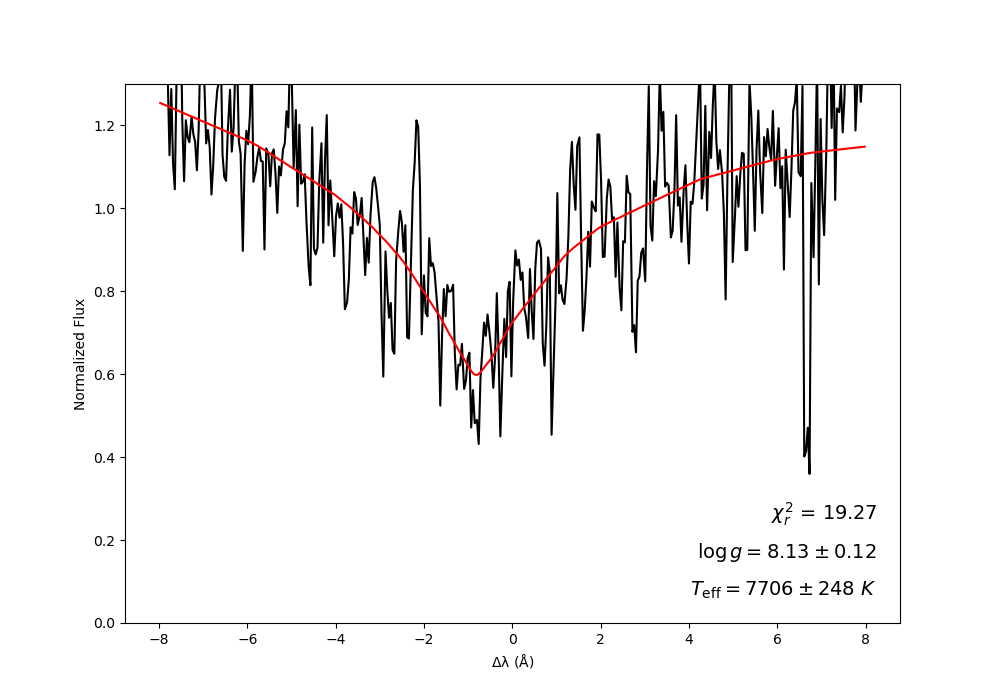 1.2
1.0
0.8
0.6
0.4
0.2
0.0
Normalized Flux
χ²ᵣ = 19.27
log g = 8.13 ± 0.12
T_eff = 7706 ± 248 K
−8 −6 −4 −2 0 2 4 6 8
Δλ (Å)